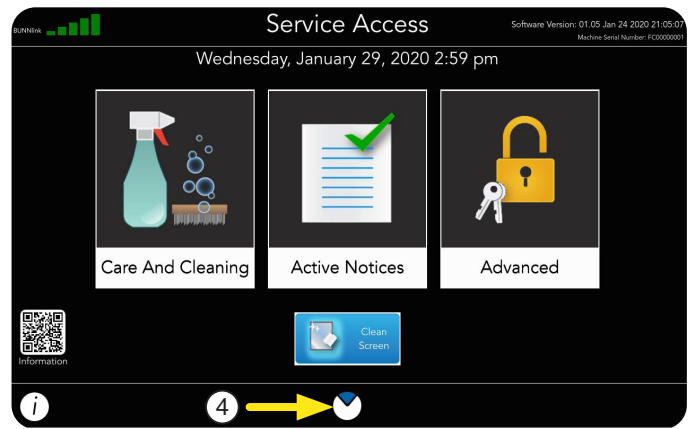 BUNNlink
Service Access
Software Version: 01.05 Jan 24 2020 21:05:07
Machine Serial Number: FC00000001
Wednesday, January 29, 2020 2:59 pm
Care And Cleaning
Active Notices
Advanced
Clean
Screen
Information
i
4